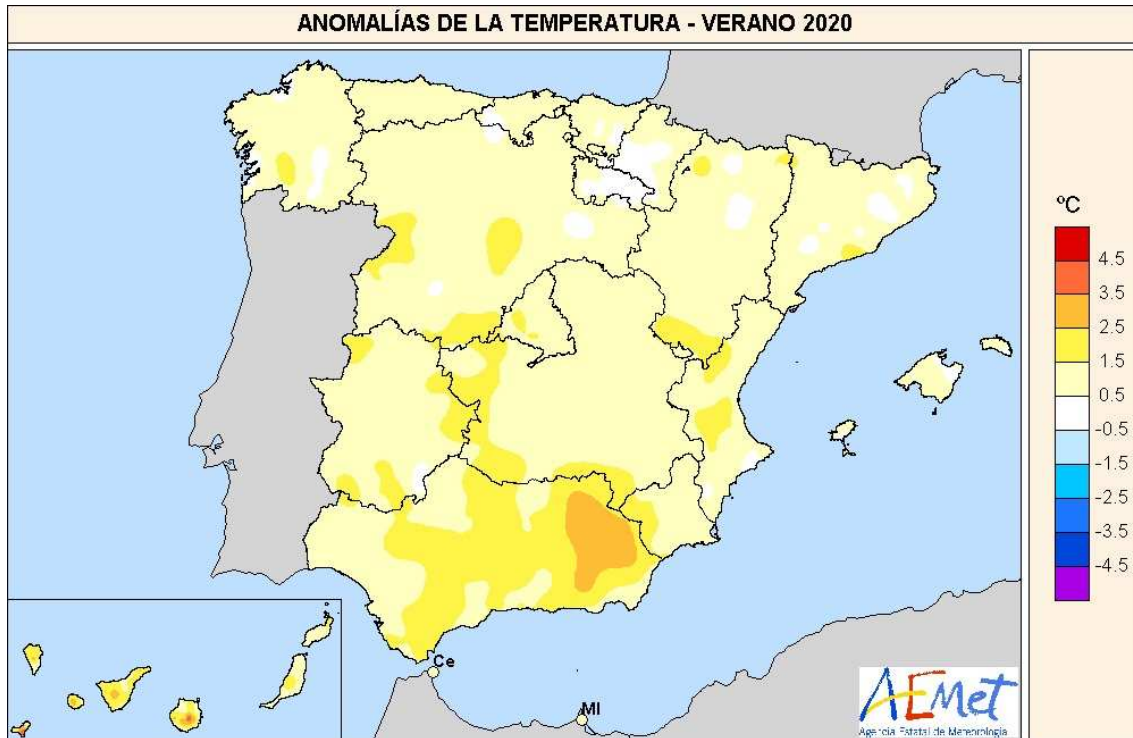 ANOMALÍAS DE LA TEMPERATURA - VERANO 2020
ºC
4.5
3.5
2.5
1.5
0.5
-0.5
-1.5
-2.5
-3.5
-4.5
Ce
Ml
AEMet
Agencia Estatal de Meteorología